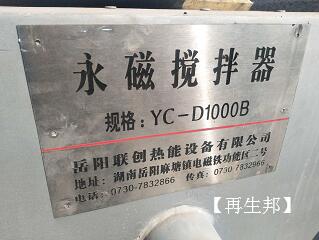 永磁搅拌器
规格:YC-D1000B
岳阳联创热能设备有限公司
地址:湖南岳阳麻塘镇电磁铁功能区二号
电话:0730-7832866 传真:0730-7832966
【再生邦】